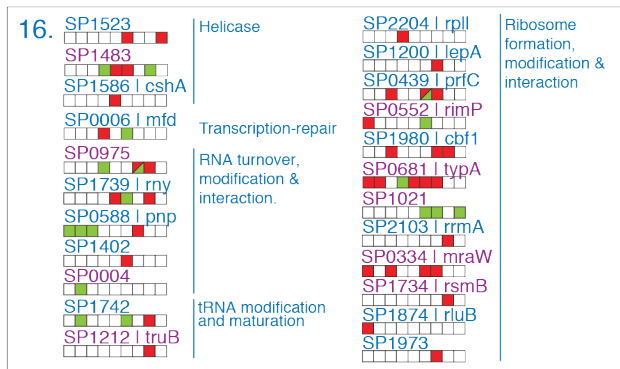 16.
SP1523
Helicase
SP1483
SP1586 | cshA
SP0006 | mfd
Transcription-repair
SP0975
RNA turnover,
modification &
interaction.
SP1739 | rny
SP0588 | pnp
SP1402
SP0004
SP1742
tRNA modification
and maturation
SP1212 | truB
SP2204 | rplI
Ribosome
formation,
modification &
interaction
SP1200 | lepA
SP0439 | prfC
SP0552 | rimP
SP1980 | cbf1
SP0681 | typA
SP1021
SP2103 | rrmA
SP0334 | mraW
SP1734 | rsmB
SP1874 | rluB
SP1973